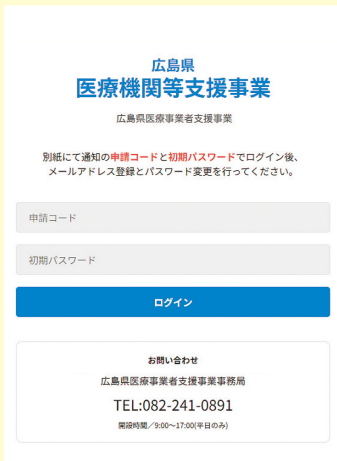 広島県
医療機関等支援事業
広島県医療事業者支援事業
別紙にて通知の申請コードと初期パスワードでログイン後、
メールアドレス登録とパスワード変更を行ってください。
申請コード
初期パスワード
ログイン
お問い合わせ
広島県医療事業者支援事業事務局
TEL:082-241-0891
開設時間／9:00〜17:00(平日のみ)